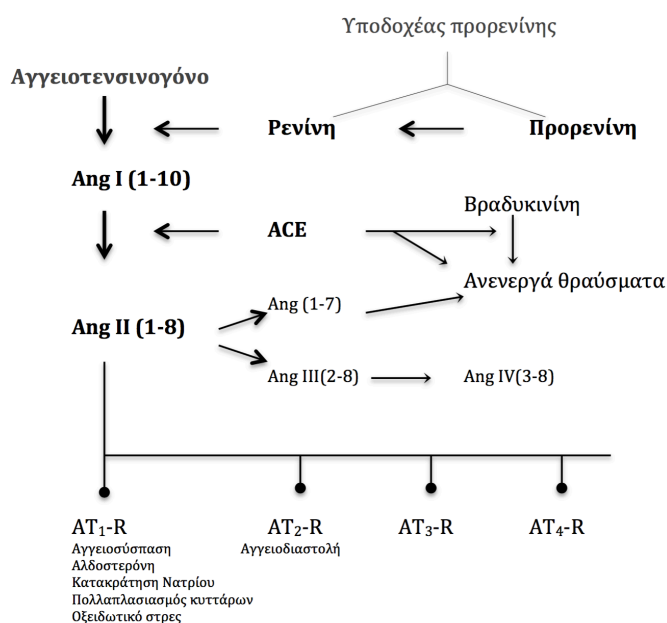 Υποδοχέας προρενίνης
Αγγειοτενσινογόνο
Ρενίνη
Προρενίνη
Ang I (1-10)
Βραδυκινίνη
ACE
Ανενεργά θραύσματα
Ang (1-7)
Ang II (1-8)
Ang III(2-8)
Ang IV(3-8)
AT₁-R
AT₂-R
AT₃-R
AT₄-R
Αγγειοσύσπαση
Αγγειοδιαστολή
Αλδοστερόνη
Κατακράτηση Νατρίου
Πολλαπλασιασμός κυττάρων
Οξειδωτικό στρες